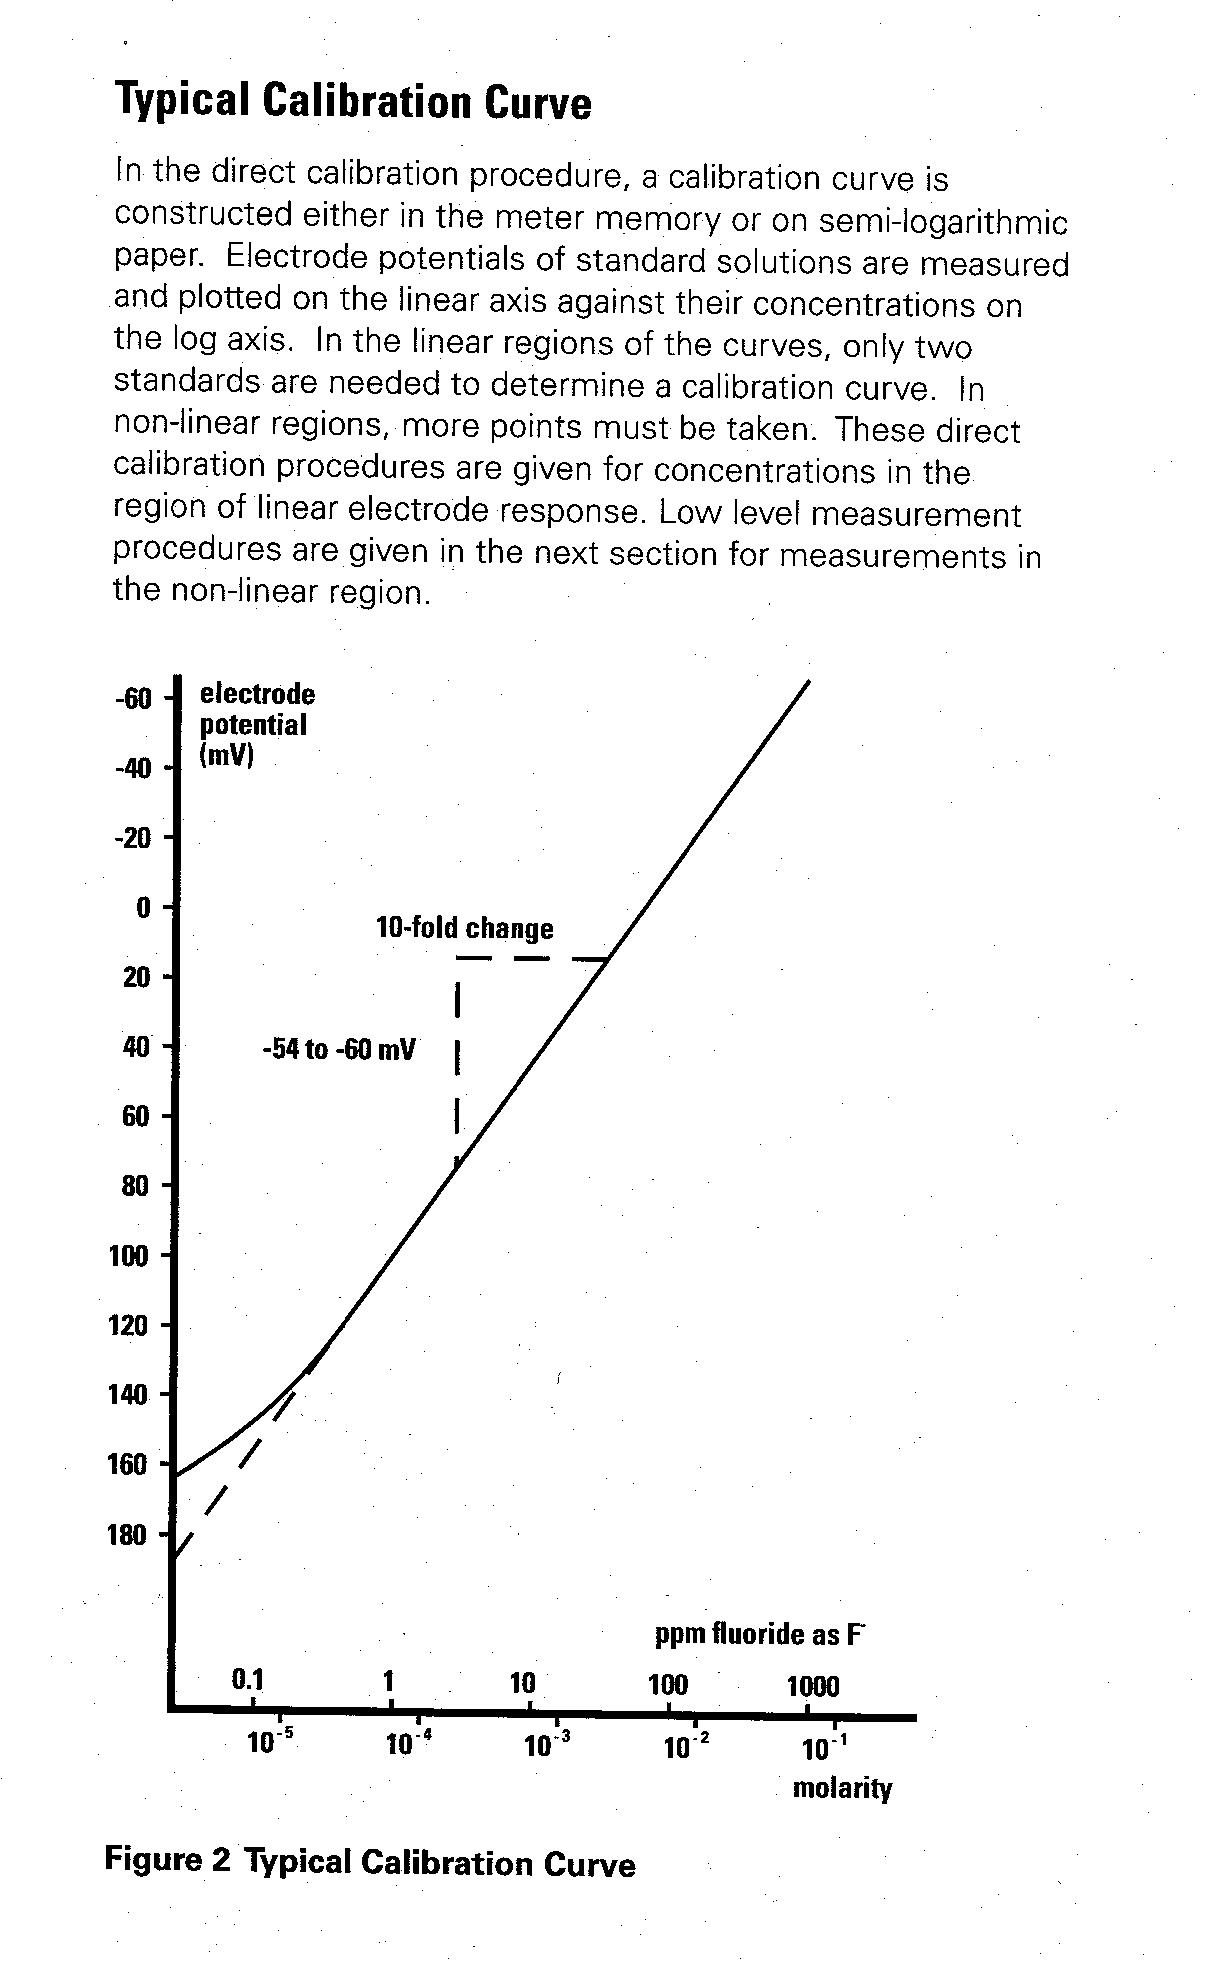 Typical Calibration Curve
In the direct calibration procedure, a calibration curve is
constructed either in the meter memory or on semi-logarithmic
paper. Electrode potentials of standard solutions are measured
and plotted on the linear axis against their concentrations on
the log axis. In the linear regions of the curves, only two
standards are needed to determine a calibration curve. In
non-linear regions, more points must be taken. These direct
calibration procedures are given for concentrations in the
region of linear electrode response. Low level measurement
procedures are given in the next section for measurements in
the non-linear region.
-60 electrode
potential
(mV)
-40
-20
0
10-fold change
20
40 -54 to -60 mV
60
80
100
120
140
160
180
ppm fluoride as F⁻
0.1 1 10 100 1000
10⁻⁵ 10⁻⁴ 10⁻³ 10⁻² 10⁻¹
molarity
Figure 2 Typical Calibration Curve